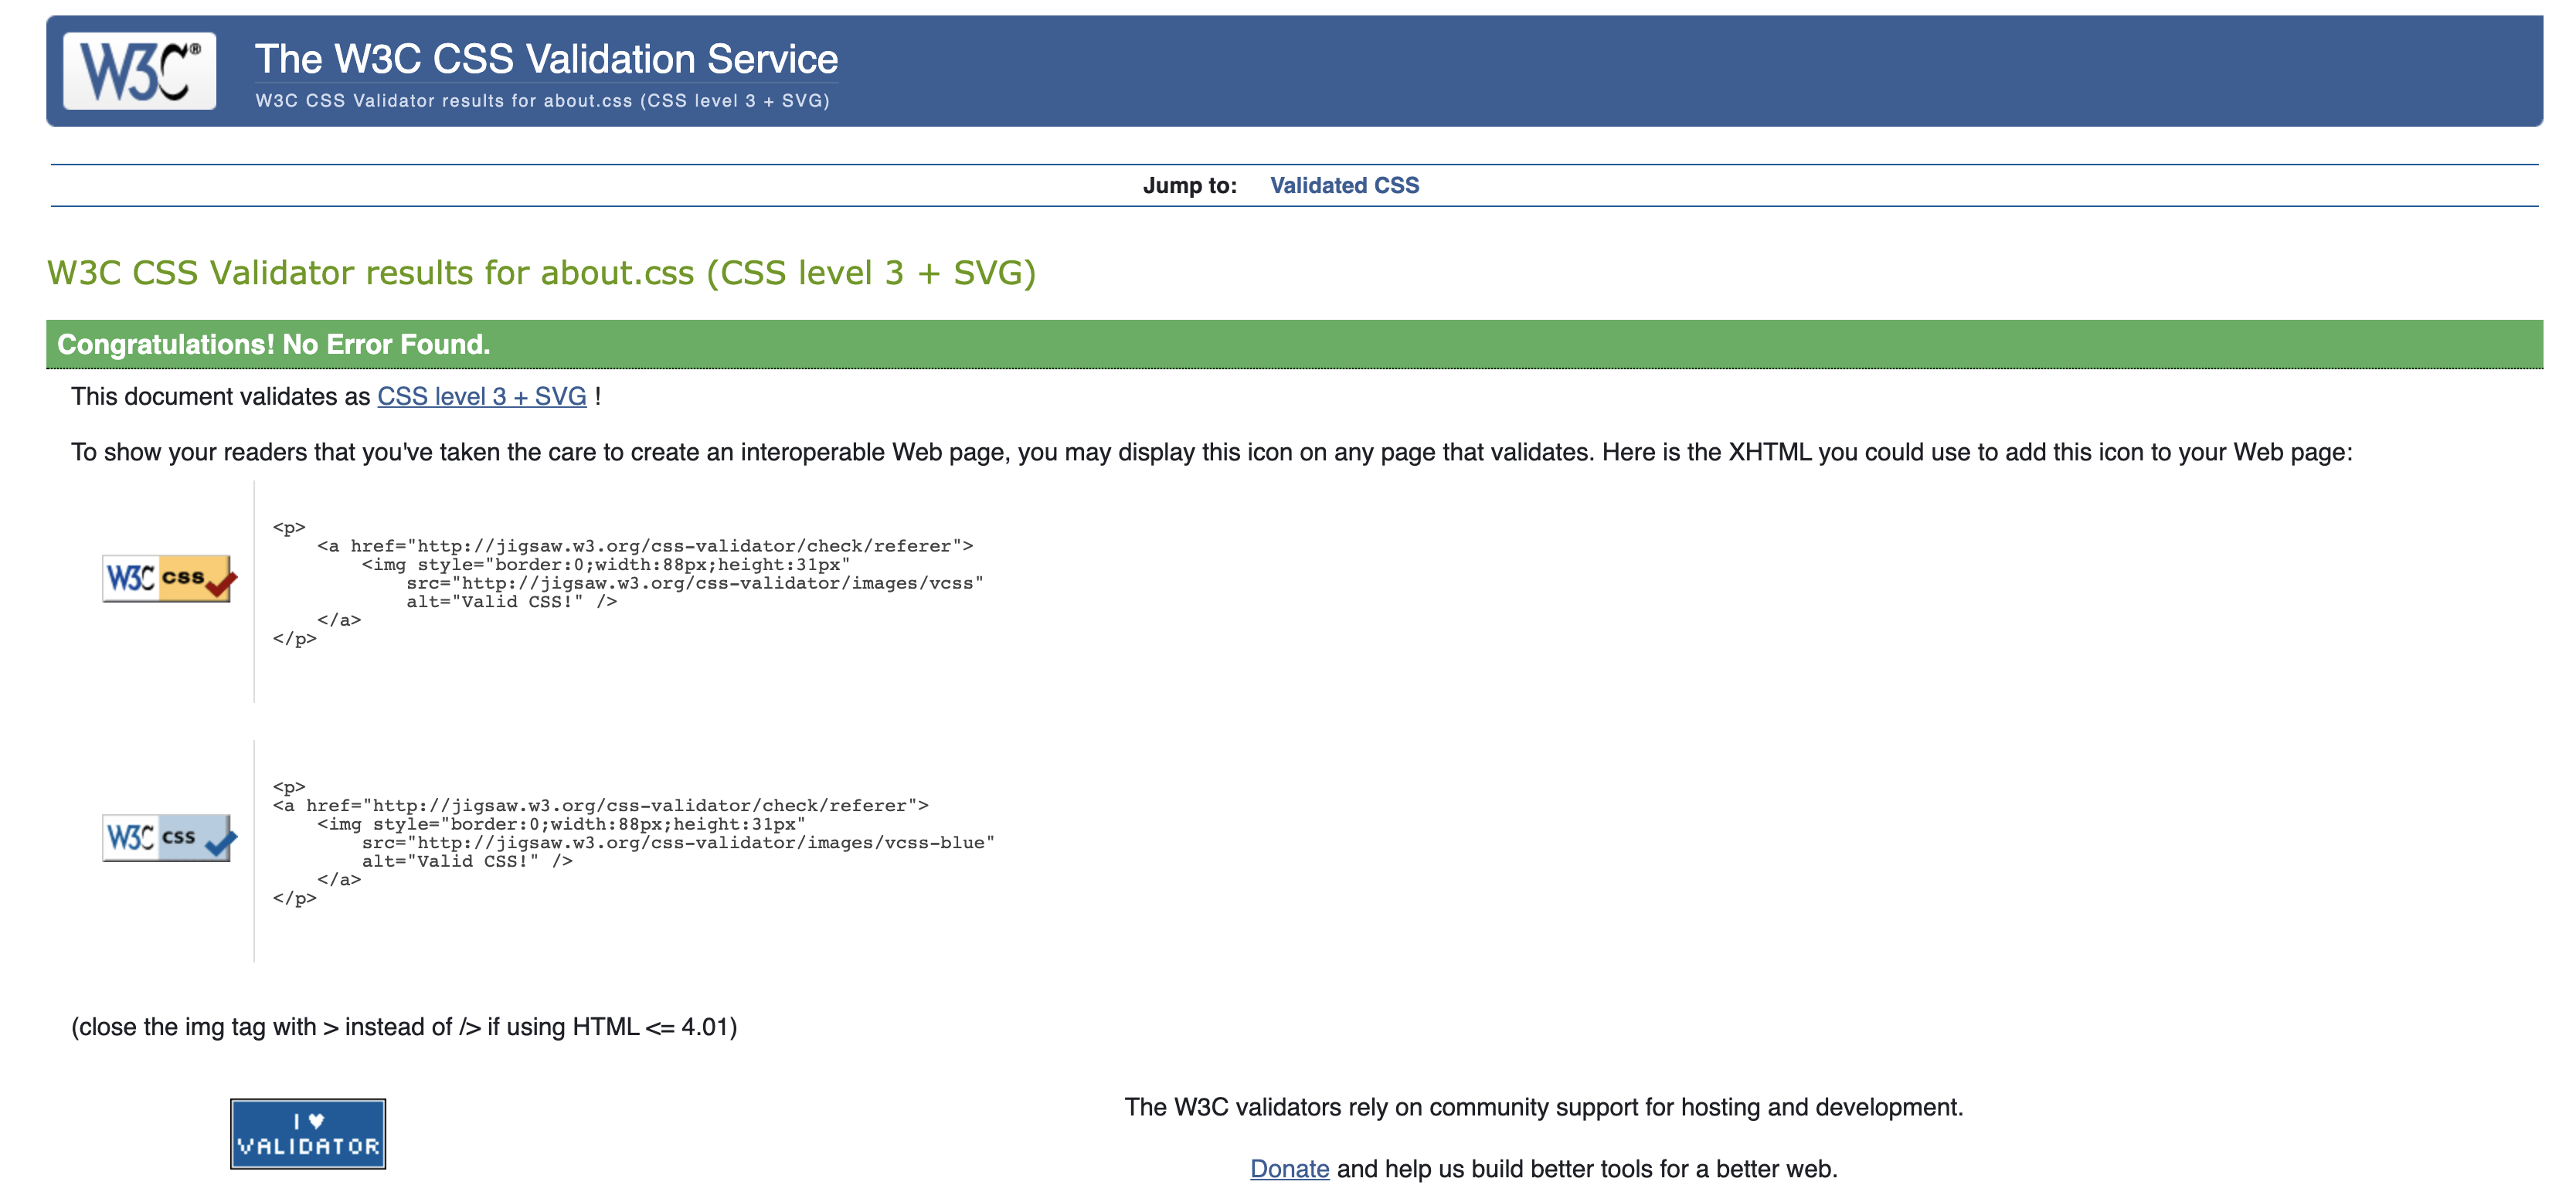 W3C®
The W3C CSS Validation Service
W3C CSS Validator results for about.css (CSS level 3 + SVG)
Jump to: Validated CSS
W3C CSS Validator results for about.css (CSS level 3 + SVG)
Congratulations! No Error Found.
This document validates as CSS level 3 + SVG !
To show your readers that you've taken the care to create an interoperable Web page, you may display this icon on any page that validates. Here is the XHTML you could use to add this icon to your Web page:
W3C css
<p>
    <a href="http://jigsaw.w3.org/css-validator/check/referer">
        <img style="border:0;width:88px;height:31px"
            src="http://jigsaw.w3.org/css-validator/images/vcss"
            alt="Valid CSS!" />
    </a>
</p>
W3C css
<p>
<a href="http://jigsaw.w3.org/css-validator/check/referer">
    <img style="border:0;width:88px;height:31px"
        src="http://jigsaw.w3.org/css-validator/images/vcss-blue"
        alt="Valid CSS!" />
    </a>
</p>
(close the img tag with > instead of /> if using HTML <= 4.01)
I ♥
VALIDATOR
The W3C validators rely on community support for hosting and development.
Donate and help us build better tools for a better web.